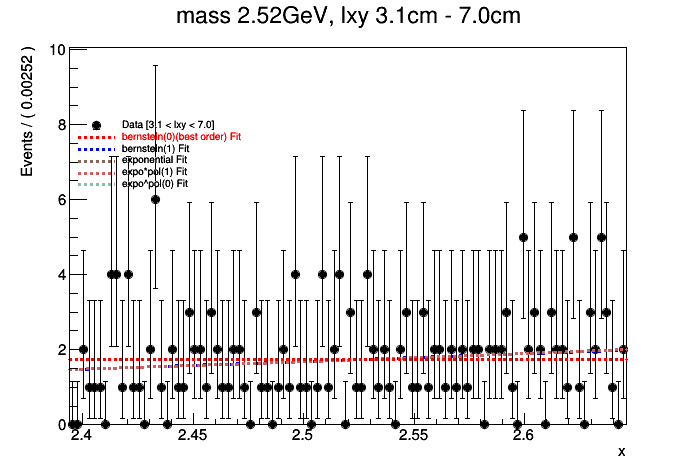 mass 2.52GeV, lxy 3.1cm - 7.0cm
Events / ( 0.00252 )
10
8
6
4
2
0
Data [3.1 < lxy < 7.0]
bernstein(0)(best order) Fit
bernstein(1) Fit
exponential Fit
expo*pol(1) Fit
expo^pol(0) Fit
2.4 2.45 2.5 2.55 2.6
x